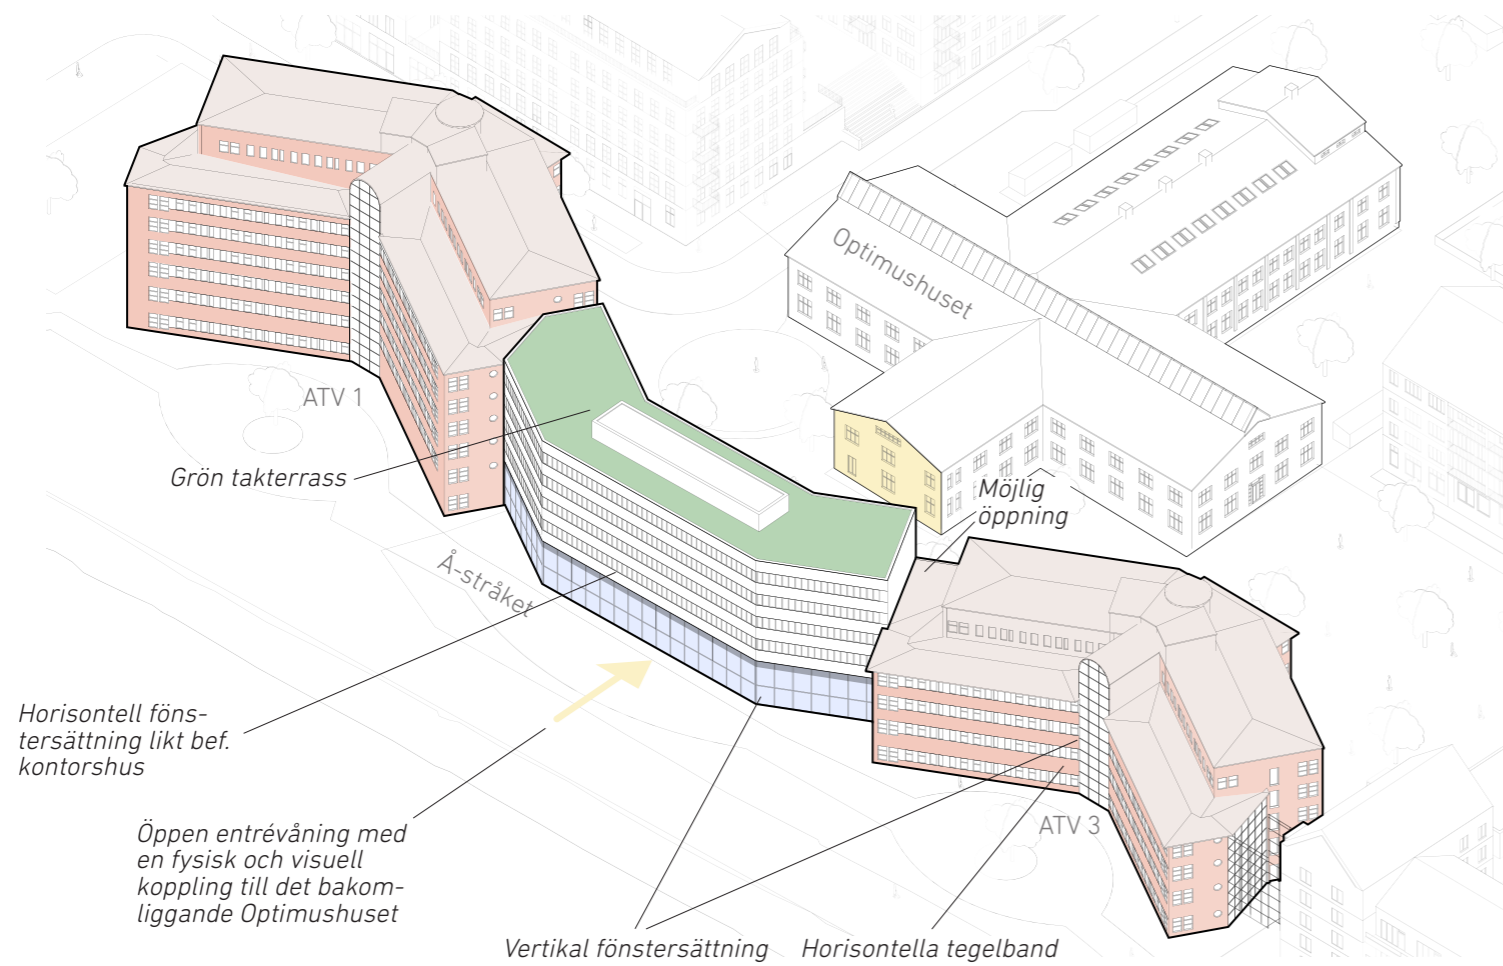 Optimushuset
ATV 1
Grön takterrass
Möjlig
öppning
Å-stråket
Horisontell föns-
tersättning likt bef.
kontorshus
ATV 3
Öppen entrévåning med
en fysisk och visuell
koppling till det bakom-
liggande Optimushuset
Vertikal fönstersättning
Horisontella tegelband